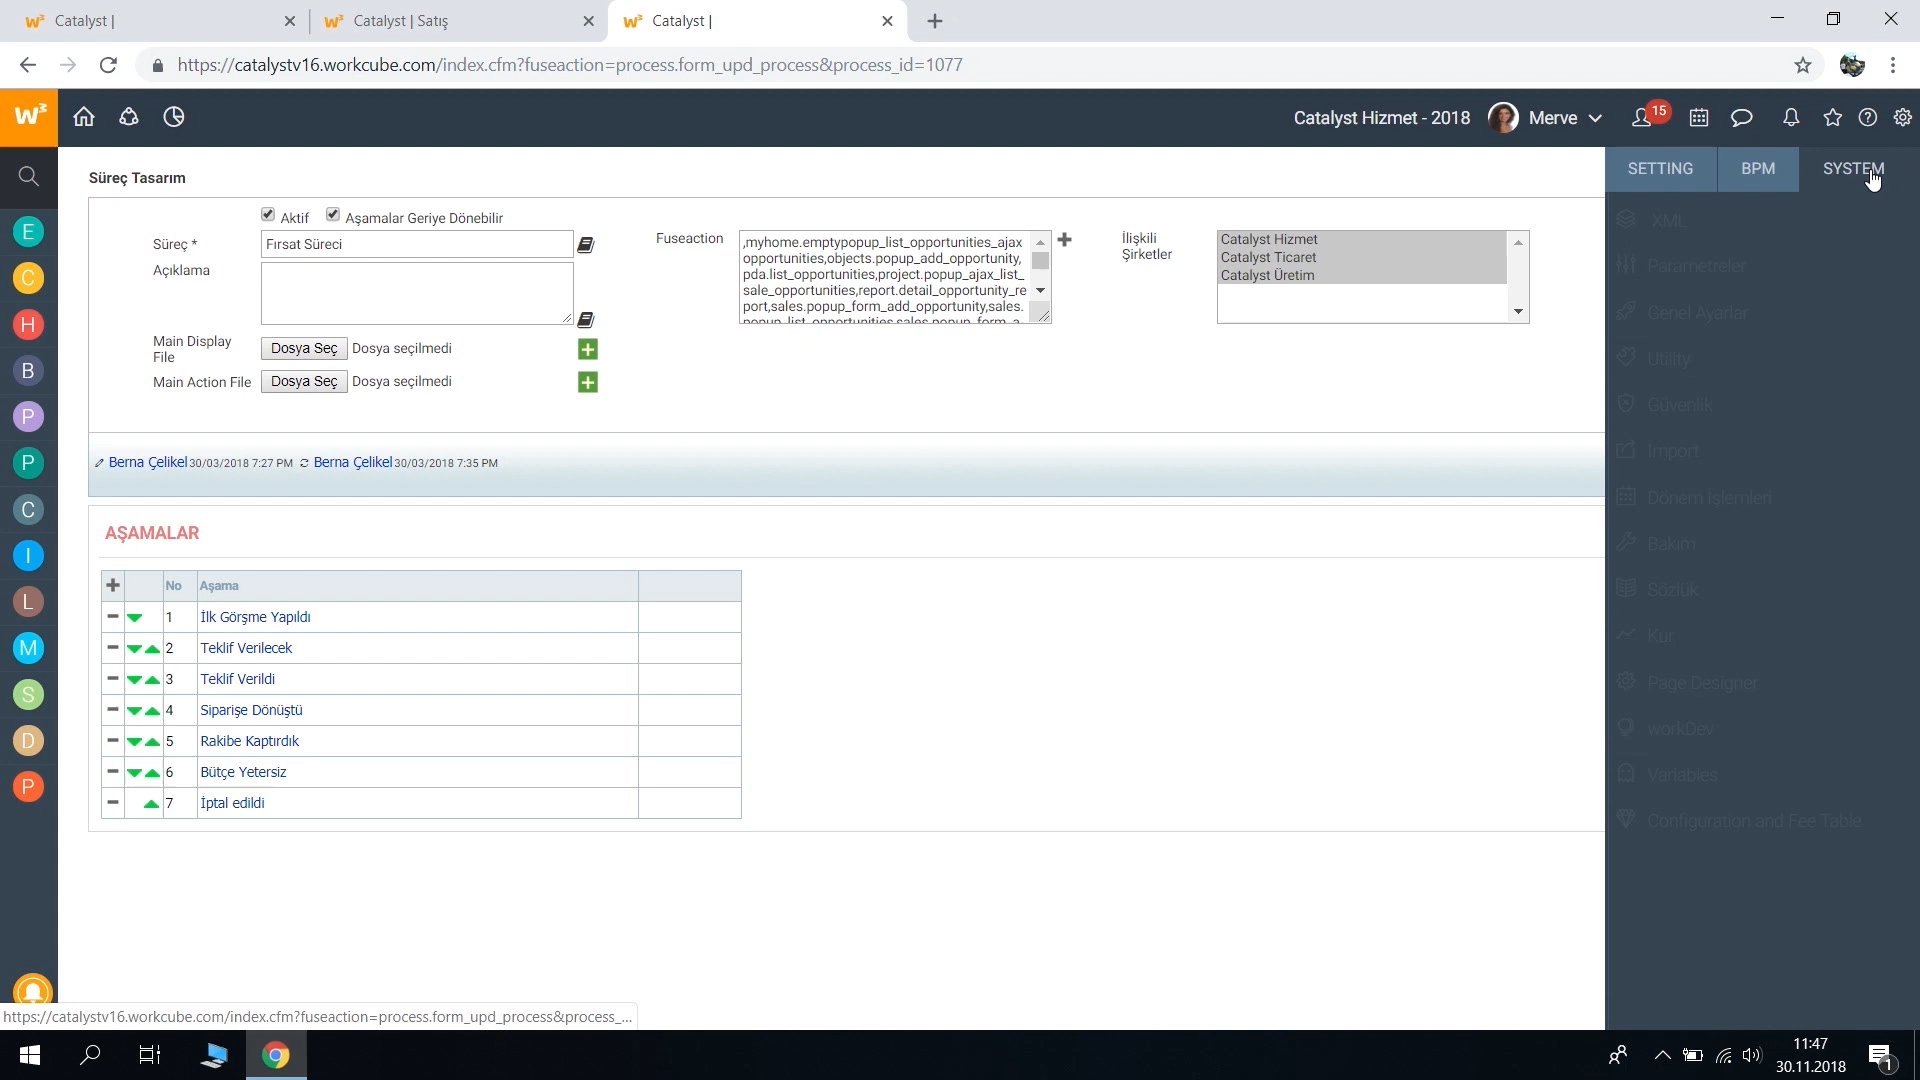 Catalyst |
Catalyst | Satış
Catalyst |
https://catalystv16.workcube.com/index.cfm?fuseaction=process.form_upd_process&process_id=1077
w3
Catalyst Hizmet - 2018
Merve
15
SETTING
BPM
SYSTEM
Süreç Tasarım
Aktif
Aşamalar Geriye Dönebilir
Süreç *
Fırsat Süreci
Açıklama
Main Display
File
Dosya Seç Dosya seçilmedi
Main Action File
Dosya Seç Dosya seçilmedi
Fuseaction
,myhome.emptypopup_list_opportunities_ajax
opportunities,objects.popup_add_opportunity,
pda.list_opportunities,project.popup_ajax_list_
sale_opportunities,report.detail_opportunity_re
port,sales.popup_form_add_opportunity,sales.
popup_list_opportunities,sales.popup_form_a
İlişkili
Şirketler
Catalyst Hizmet
Catalyst Ticaret
Catalyst Üretim
Berna Çelikel 30/03/2018 7:27 PM Berna Çelikel 30/03/2018 7:35 PM
AŞAMALAR
No Aşama
1 İlk Görşme Yapıldı
2 Teklif Verilecek
3 Teklif Verildi
4 Siparişe Dönüştü
5 Rakibe Kaptırdık
6 Bütçe Yetersiz
7 İptal edildi
E
C
H
B
P
P
C
I
L
M
S
D
P
XML
Parametreler
Genel Ayarlar
Utility
Güvenlik
Import
Dönem İşlemleri
Bakım
Sözlük
Kur
Page Designer
workDev
Variables
Configuration and Fee Table
https://catalystv16.workcube.com/index.cfm?fuseaction=process.form_upd_process&process_...
11:47
30.11.2018
1